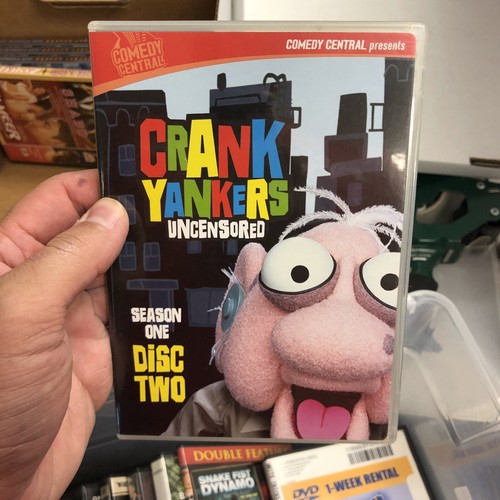 COMEDY
CENTRAL
COMEDY CENTRAL presents
CRANK
YANKERS
UNCENSORED
SEASON
ONE
DiSC
TWO
DOUBLE FEATU
SNAKE FIST
DYNAMO
DVD 1-WEEK RENTAL